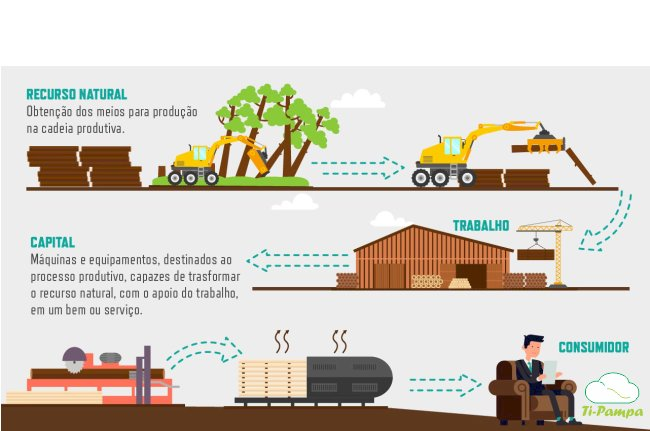 RECURSO NATURAL
Obtenção dos meios para produção
na cadeia produtiva.
TRABALHO
CAPITAL
Máquinas e equipamentos, destinados ao
processo produtivo, capazes de trasformar
o recurso natural, com o apoio do trabalho,
em um bem ou serviço.
CONSUMIDOR
Ti-Pampa